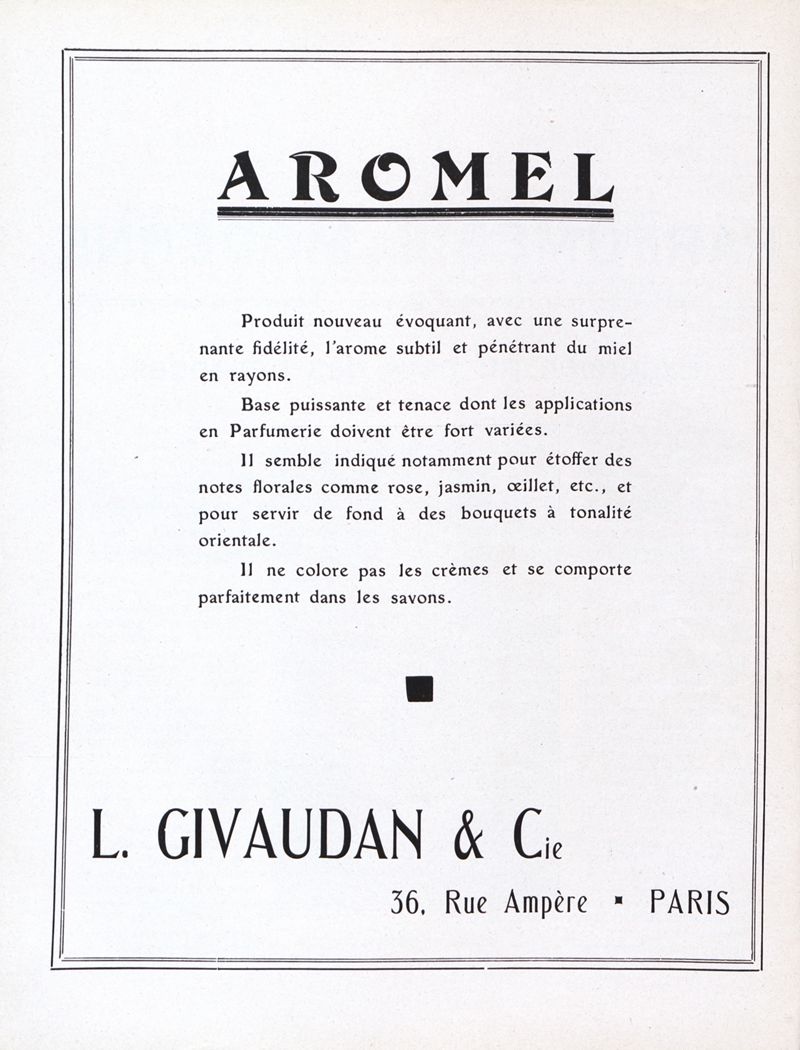 AROMEL
Produit nouveau évoquant, avec une surpre-
nante fidélité, l'arome subtil et pénétrant du miel
en rayons.
Base puissante et tenace dont les applications
en Parfumerie doivent être fort variées.
Il semble indiqué notamment pour étoffer des
notes florales comme rose, jasmin, œillet, etc., et
pour servir de fond à des bouquets à tonalité
orientale.
Il ne colore pas les crèmes et se comporte
parfaitement dans les savons.
L. GIVAUDAN & Cie
36, Rue Ampère ▪ PARIS